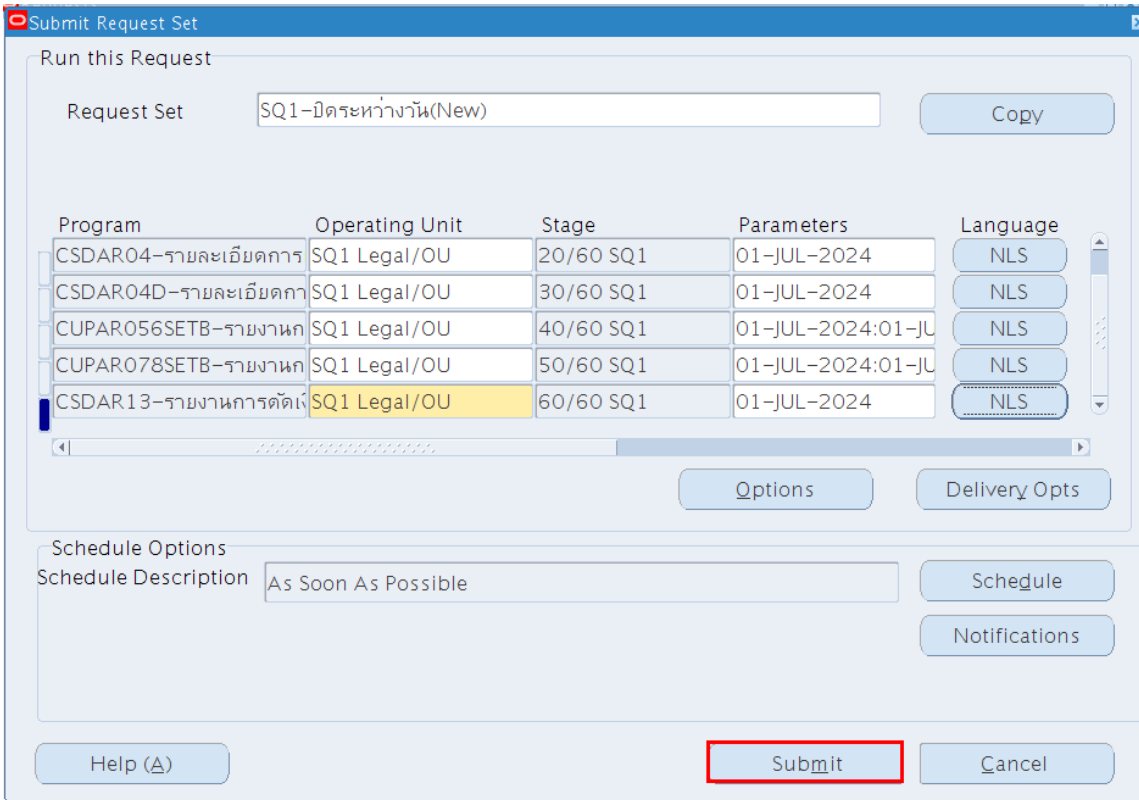 Submit Request Set
Run this Request
Request Set SQ1-ปิดระหว่างวัน(New) Copy
Program Operating Unit Stage Parameters Language
CSDAR04-รายละเอียดการ SQ1 Legal/OU 20/60 SQ1 01-JUL-2024 NLS
CSDAR04D-รายละเอียดกา SQ1 Legal/OU 30/60 SQ1 01-JUL-2024 NLS
CUPAR056SETB-รายงานก SQ1 Legal/OU 40/60 SQ1 01-JUL-2024:01-JU NLS
CUPAR078SETB-รายงานก SQ1 Legal/OU 50/60 SQ1 01-JUL-2024:01-JU NLS
CSDAR13-รายงานการตัดเ SQ1 Legal/OU 60/60 SQ1 01-JUL-2024 NLS
Options Delivery Opts
Schedule Options
Schedule Description As Soon As Possible Schedule
Notifications
Help (A) Submit Cancel